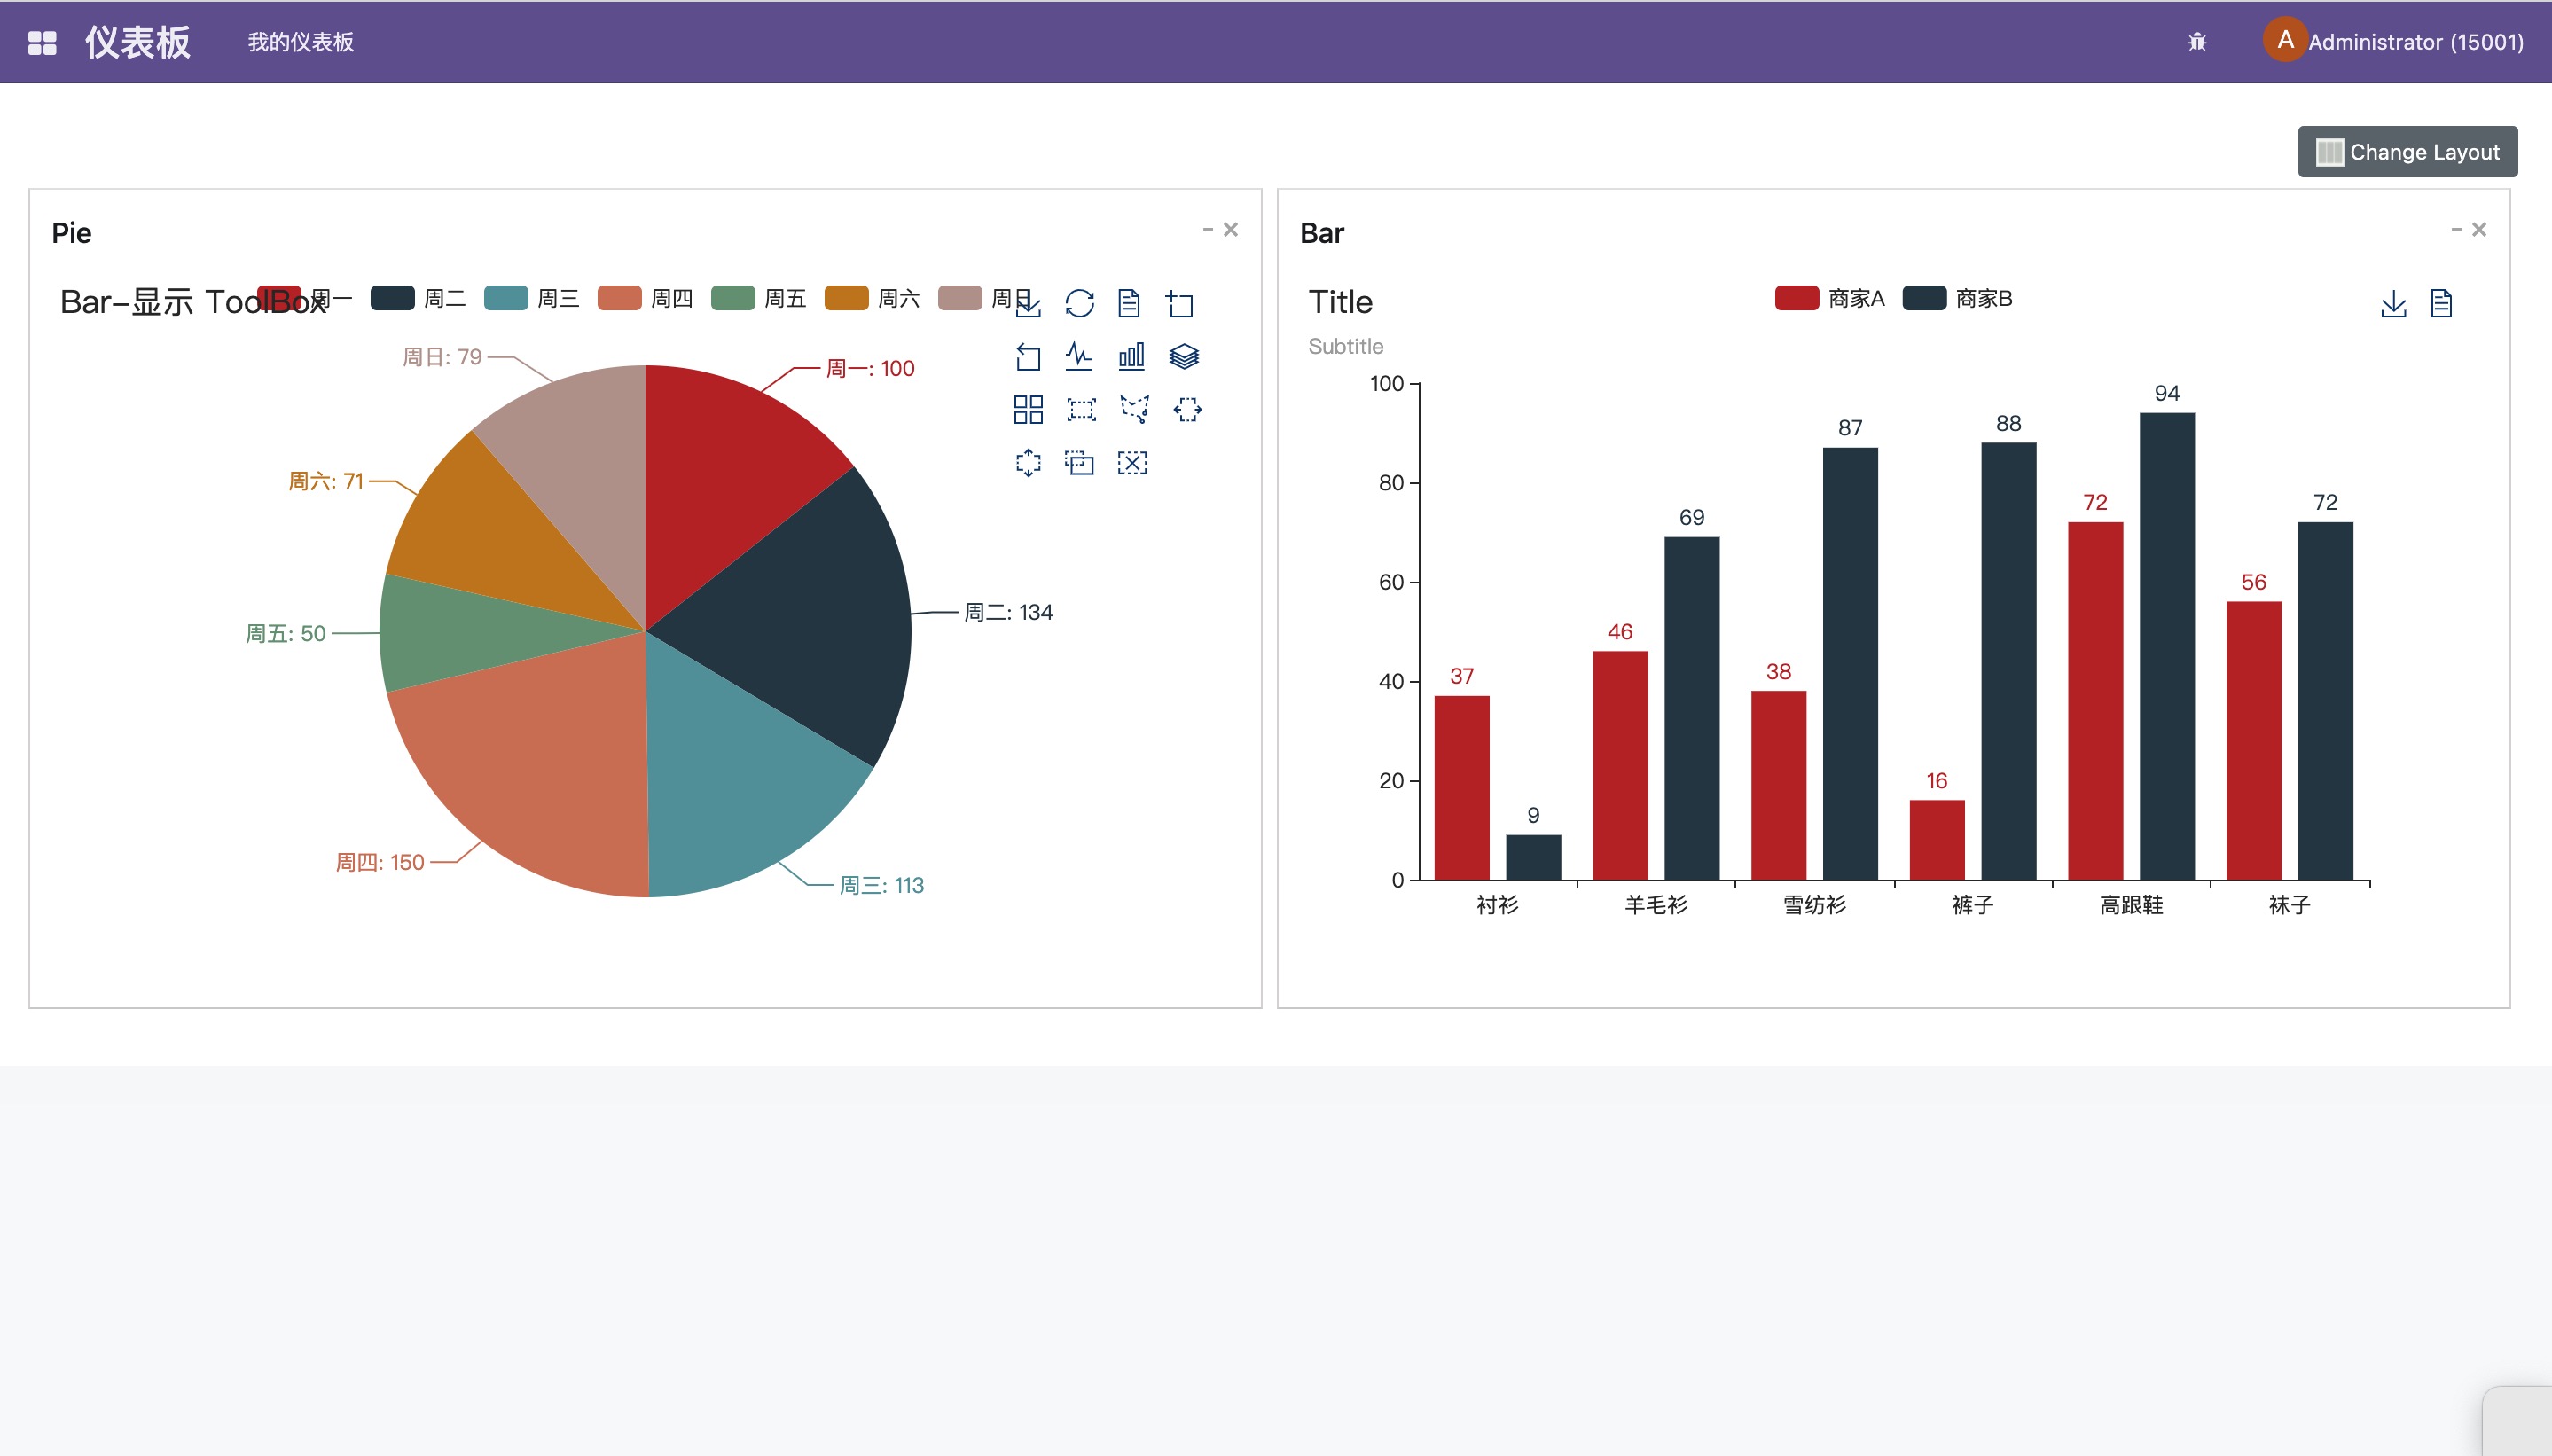 仪表板 我的仪表板 A Administrator (15001)
Change Layout
Pie
Bar-显示 ToolBox 周一 周二 周三 周四 周五 周六 周日
周日: 79
周一: 100
周六: 71
周二: 134
周五: 50
周四: 150
周三: 113
Bar
Title 商家A 商家B
Subtitle
100
80
60
40
20
0
37
9
46
69
38
87
16
88
72
94
56
72
衬衫 羊毛衫 雪纺衫 裤子 高跟鞋 袜子